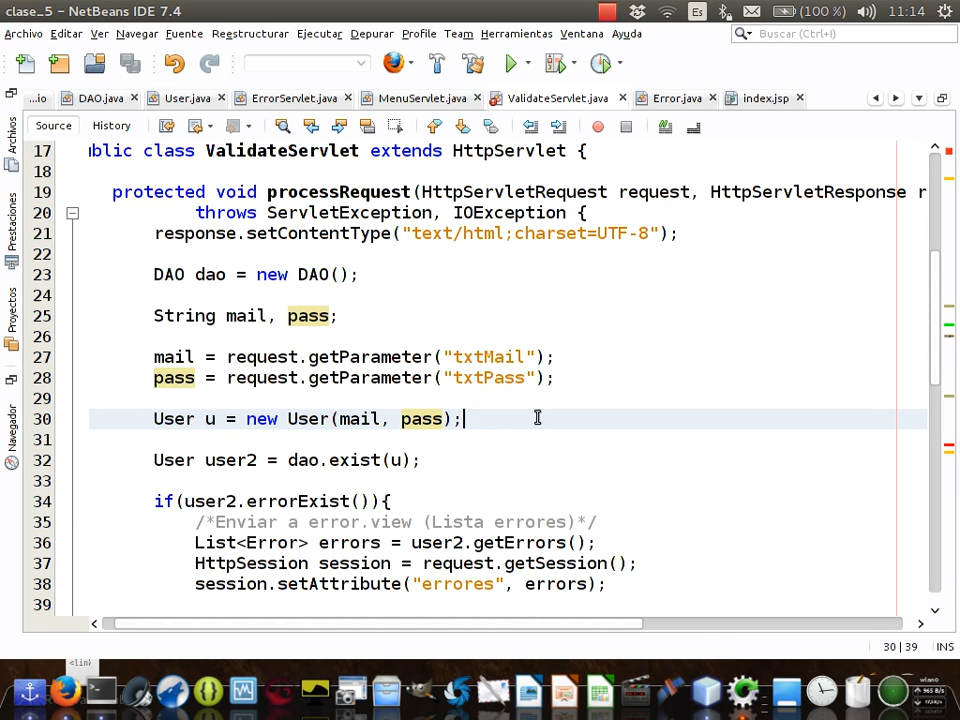 clase_5 - NetBeans IDE 7.4
Es
(100 %)
11:14
Archivo Editar Ver Navegar Fuente Reestructurar Ejecutar Depurar Profile Team Herramientas Ventana Ayuda
Buscar (Ctrl+I)
...io DAO.java User.java ErrorServlet.java MenuServlet.java ValidateServlet.java Error.java index.jsp
Source History
Archivos
Prestaciones
Proyectos
Navegador
17 ublic class ValidateServlet extends HttpServlet {
18
19 protected void processRequest(HttpServletRequest request, HttpServletResponse r
20 throws ServletException, IOException {
21 response.setContentType("text/html;charset=UTF-8");
22
23 DAO dao = new DAO();
24
25 String mail, pass;
26
27 mail = request.getParameter("txtMail");
28 pass = request.getParameter("txtPass");
29
30 User u = new User(mail, pass);
31
32 User user2 = dao.exist(u);
33
34 if(user2.errorExist()){
35 /*Enviar a error.view (Lista errores)*/
36 List<Error> errors = user2.getErrors();
37 HttpSession session = request.getSession();
38 session.setAttribute("errores", errors);
39
30 | 39 INS
<lin}
wlan0